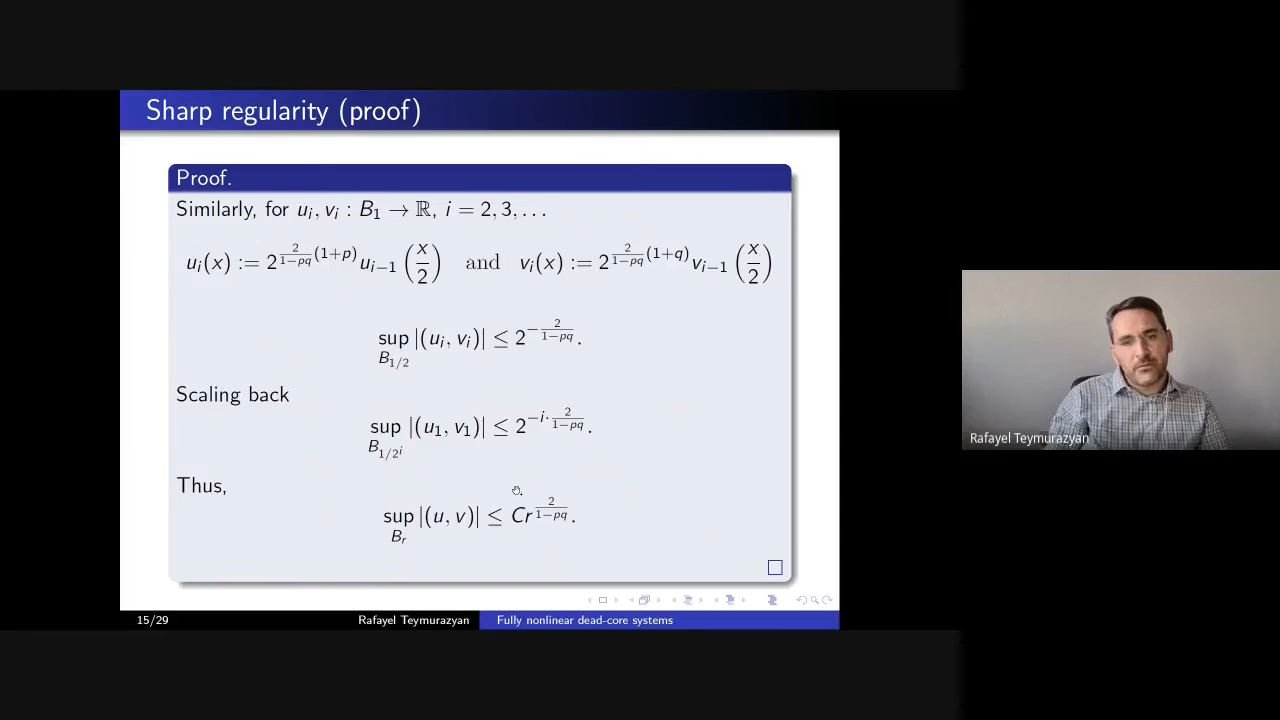 Sharp regularity (proof)
Proof.
Similarly, for u_i, v_i : B_1 → ℝ, i = 2, 3, . . .
u_i(x) := 2^{\frac{2}{1−pq}(1+p)} u_{i−1} (\frac{x}{2}) and v_i(x) := 2^{\frac{2}{1−pq}(1+q)} v_{i−1} (\frac{x}{2})
\sup_{B_{1/2}} |(u_i, v_i)| ≤ 2^{−\frac{2}{1−pq}}.
Scaling back
\sup_{B_{1/2^i}} |(u_1, v_1)| ≤ 2^{−i·\frac{2}{1−pq}}.
Thus,
\sup_{B_r} |(u, v)| ≤ Cr^{\frac{2}{1−pq}}.
15/29 Rafayel Teymurazyan Fully nonlinear dead-core systems
Rafayel Teymurazyan